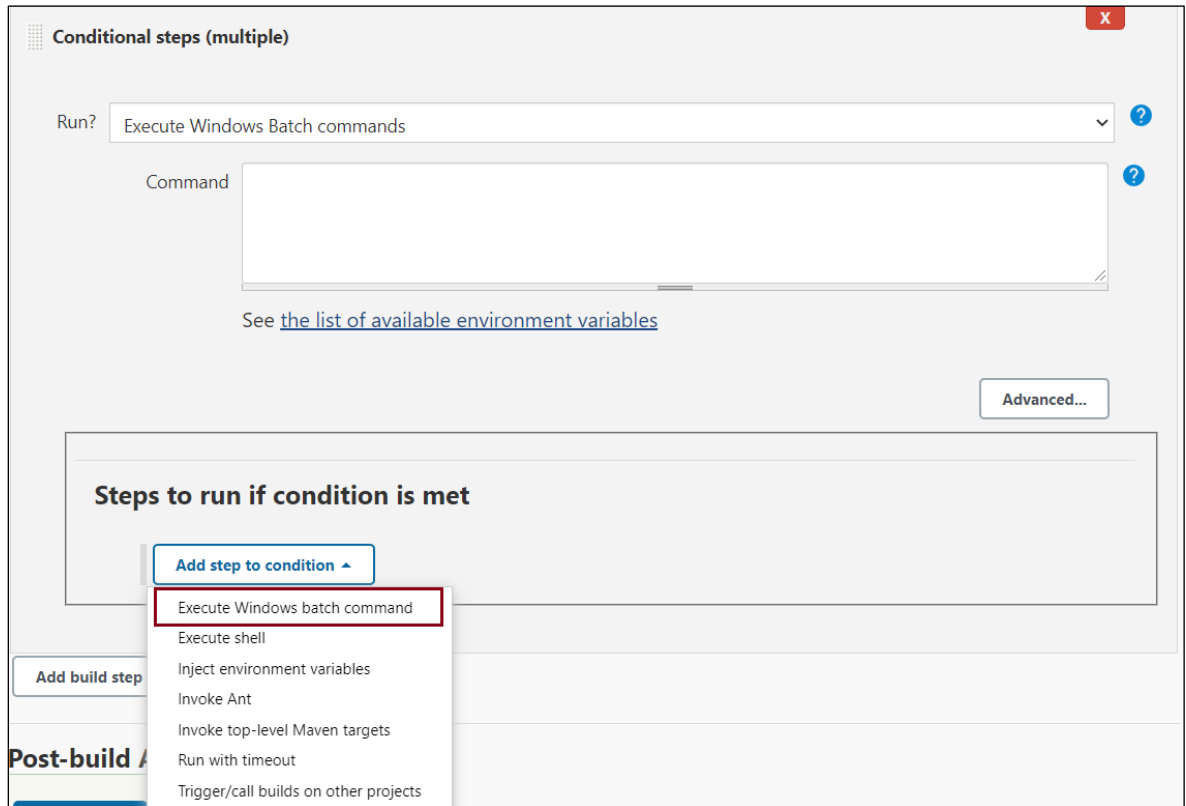 X
Conditional steps (multiple)
Run? Execute Windows Batch commands ?
Command ?
See the list of available environment variables
Advanced...
Steps to run if condition is met
Add step to condition
Execute Windows batch command
Execute shell
Add build step
Inject environment variables
Invoke Ant
Invoke top-level Maven targets
Post-build
Run with timeout
Trigger/call builds on other projects